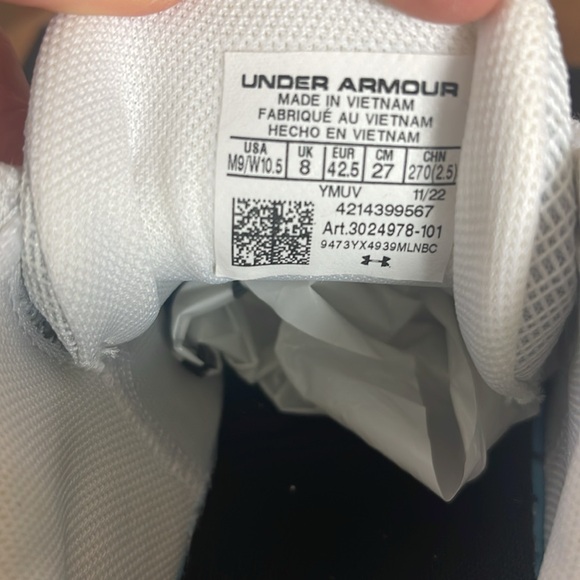 UNDER ARMOUR
MADE IN VIETNAM
FABRIQUÉ AU VIETNAM
HECHO EN VIETNAM
USA UK EUR CM CHN
M9/W10.5 8 42.5 27 270(2.5)
YMUV 11/22
4214399567
Art.3024978-101
9473YX4939MLNBC